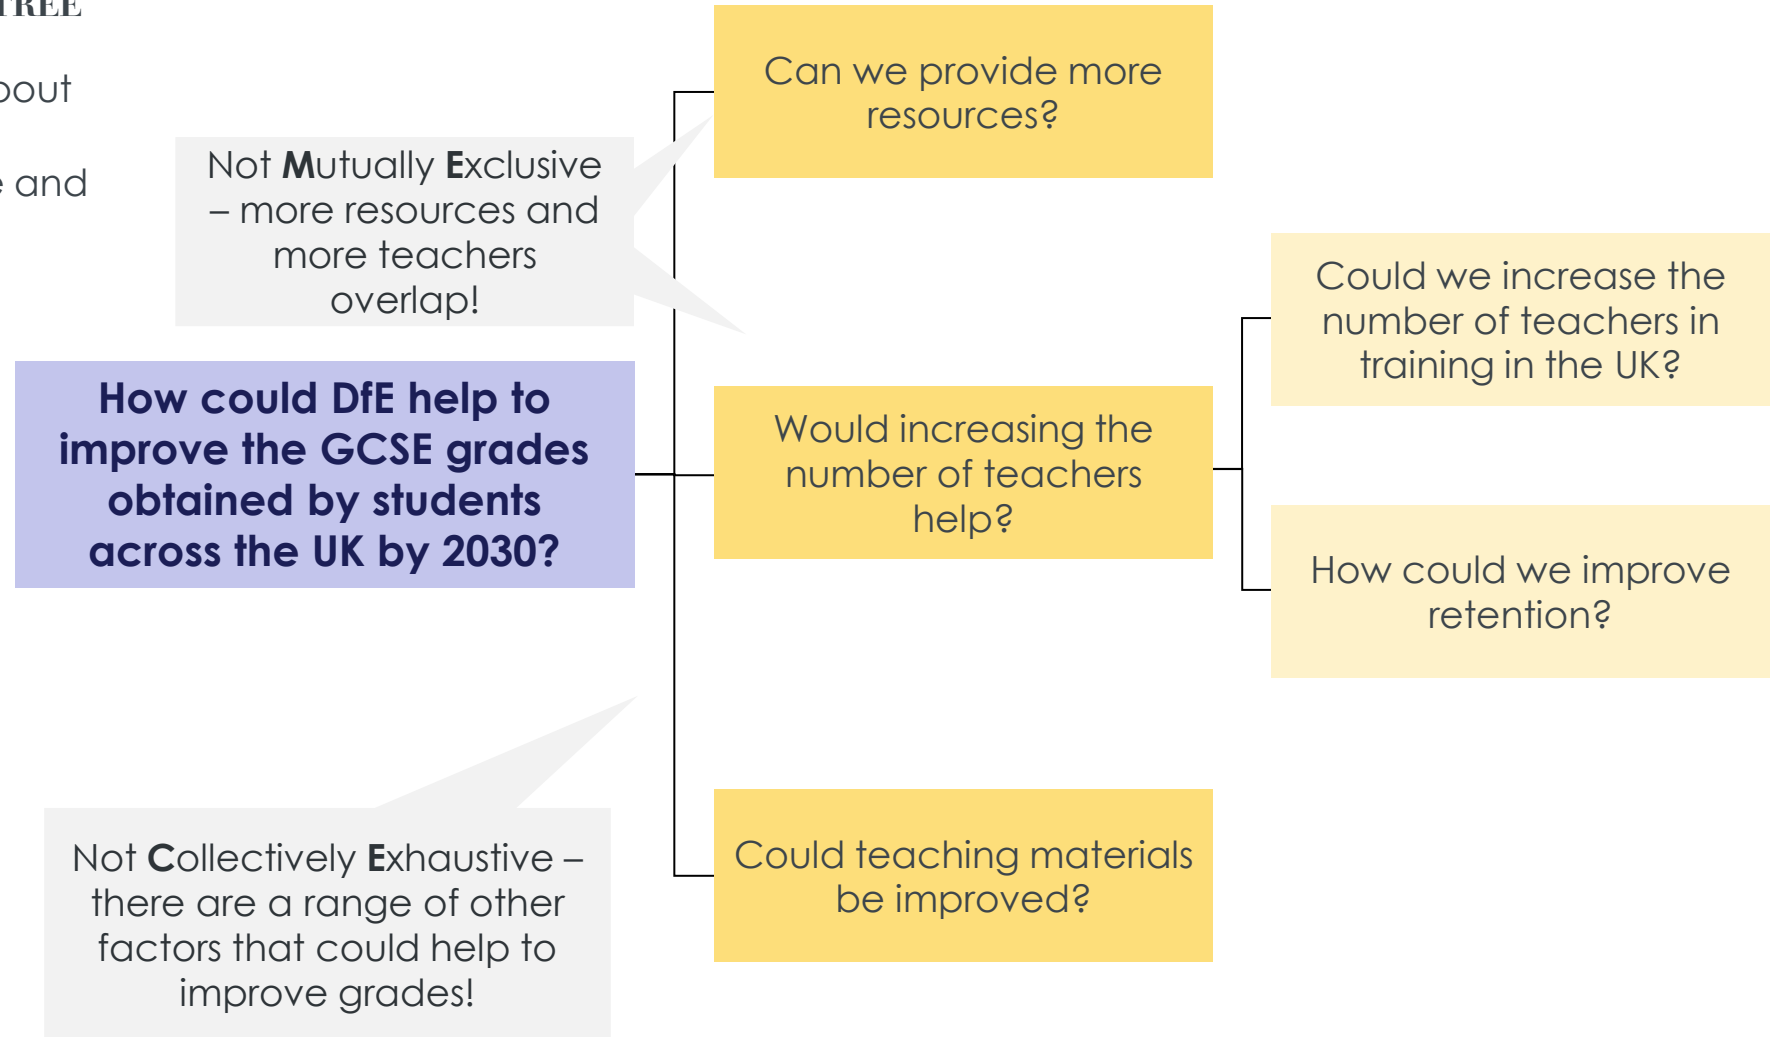 TREE
and
Not Mutually Exclusive
– more resources and
more teachers
overlap!
How could DfE help to
improve the GCSE grades
obtained by students
across the UK by 2030?
Not Collectively Exhaustive –
there are a range of other
factors that could help to
improve grades!
Can we provide more
resources?
Would increasing the
number of teachers
help?
Could teaching materials
be improved?
Could we increase the
number of teachers in
training in the UK?
How could we improve
retention?